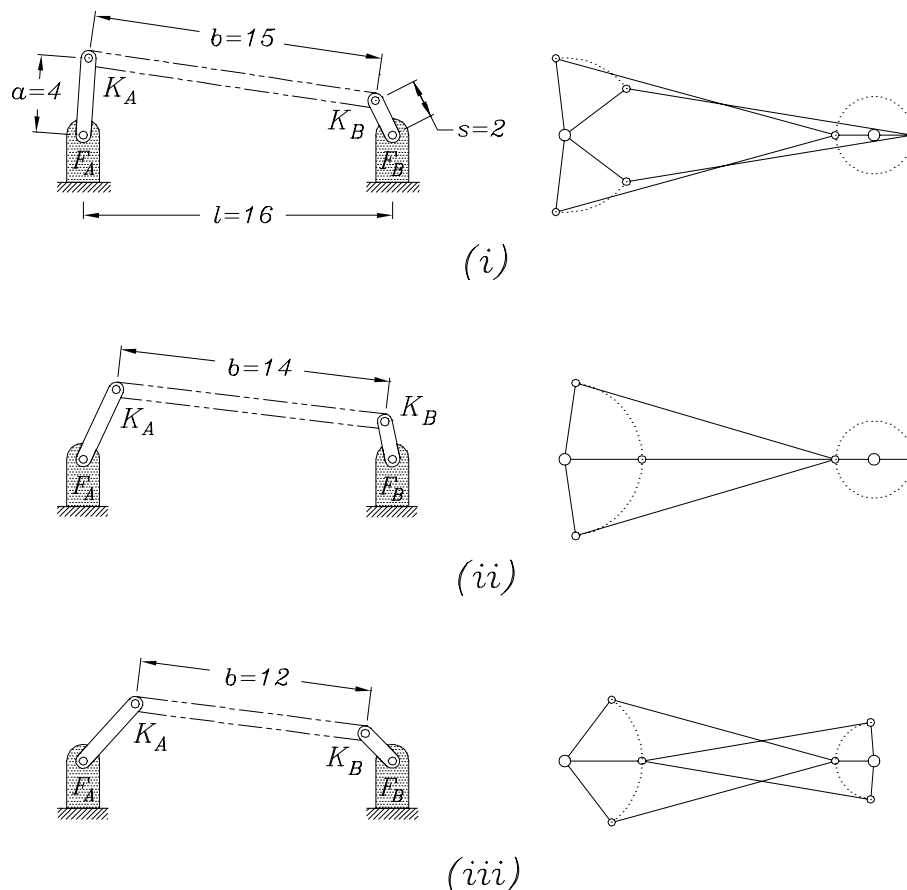 b=15
a=4
K_A
K_B
s=2
F_A
F_B
l=16
(i)
b=14
K_A
K_B
F_A
F_B
(ii)
b=12
K_A
K_B
F_A
F_B
(iii)